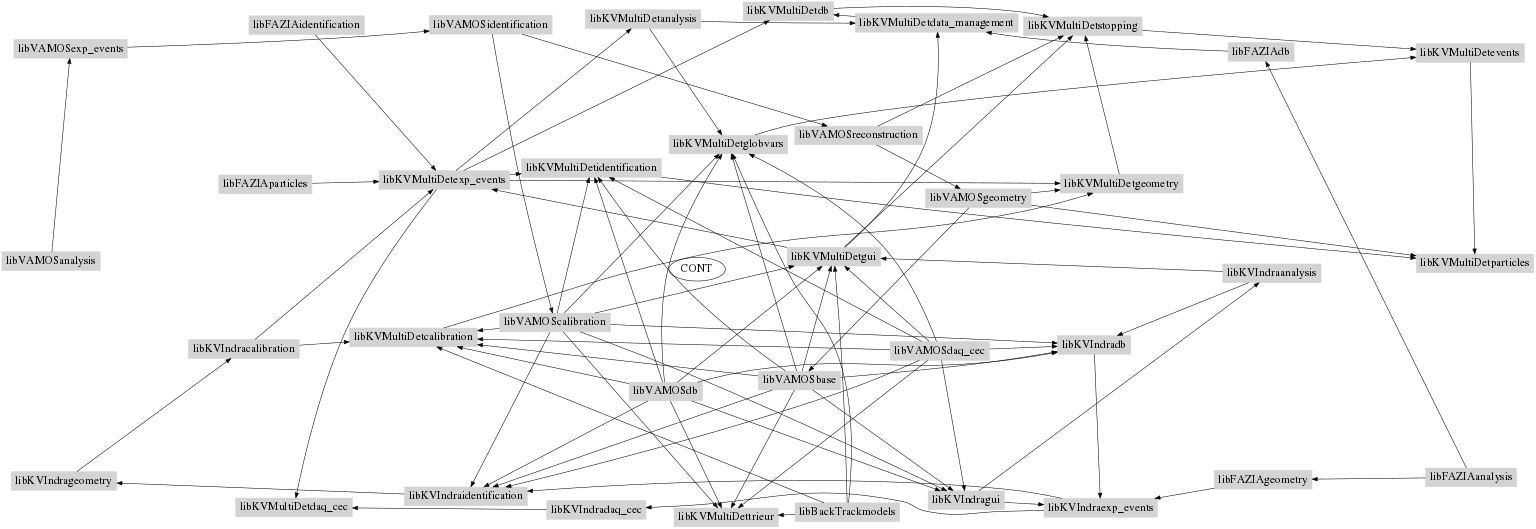 libKVMultiDetdb
libFAZIAidentification
libVAMOSidentification
libKVMultiDetanalysis
libKVMultiDetdata_management
libKVMultiDetstopping
libVAMOSexp_events
libFAZIAdb
libKVMultiDetevents
libKVMultiDetglobvars
libVAMOSreconstruction
libKVMultiDetidentification
libFAZIAparticles
libKVMultiDetexp_events
libKVMultiDetgeometry
libVAMOSgeometry
libVAMOSanalysis
libKVMultiDetgui
CONT
libKVIndraanalysis
libKVMultiDetparticles
libVAMOScalibration
libKVMultiDetcalibration
libKVIndracalibration
libVAMOSdaq_cec
libKVIndradb
libVAMOSdb
libVAMOSbase
libKVIndrageometry
libKVIndraidentification
libKVMultiDetdaq_cec
libKVIndradaq_cec
libKVMultiDettrieur
libBackTrackmodels
libKVIndragui
libKVIndraexp_events
libFAZIAgeometry
libFAZIAanalysis